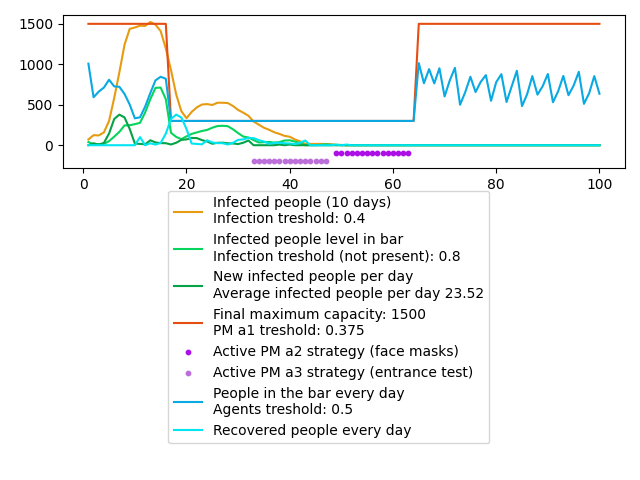 1500
1000
500
0
0
20
40
60
80
100
Infected people (10 days)
Infection treshold: 0.4
Infected people level in bar
Infection treshold (not present): 0.8
New infected people per day
Average infected people per day 23.52
Final maximum capacity: 1500
PM a1 treshold: 0.375
Active PM a2 strategy (face masks)
Active PM a3 strategy (entrance test)
People in the bar every day
Agents treshold: 0.5
Recovered people every day